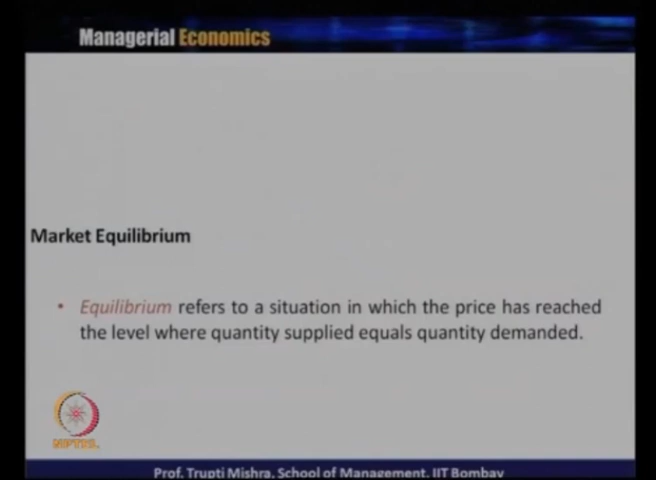 Managerial Economics
Market Equilibrium
• Equilibrium refers to a situation in which the price has reached
the level where quantity supplied equals quantity demanded.
NPTEL
Prof. Trupti Mishra, School of Management, IIT Bombay